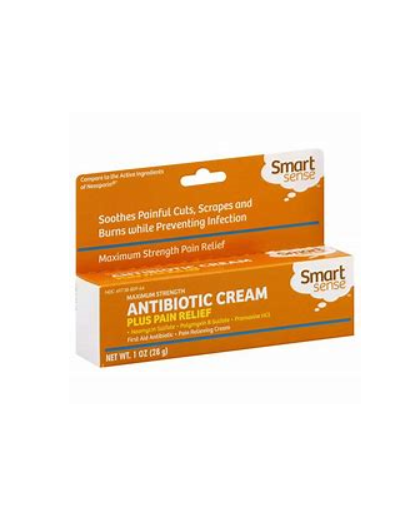 Compare to the Active Ingredients
of Neosporin®
Smart
sense
Soothes Painful Cuts, Scrapes and
Burns while Preventing Infection
Maximum Strength Pain Relief
NDC
MAXIMUM STRENGTH
ANTIBIOTIC CREAM
PLUS PAIN RELIEF
• Neomycin Sulfate • Polymyxin B Sulfate • Pramoxine HCl
First Aid Antibiotic • Pain Relieving Cream
NET WT. 1 OZ (28 g)
Smart
sense